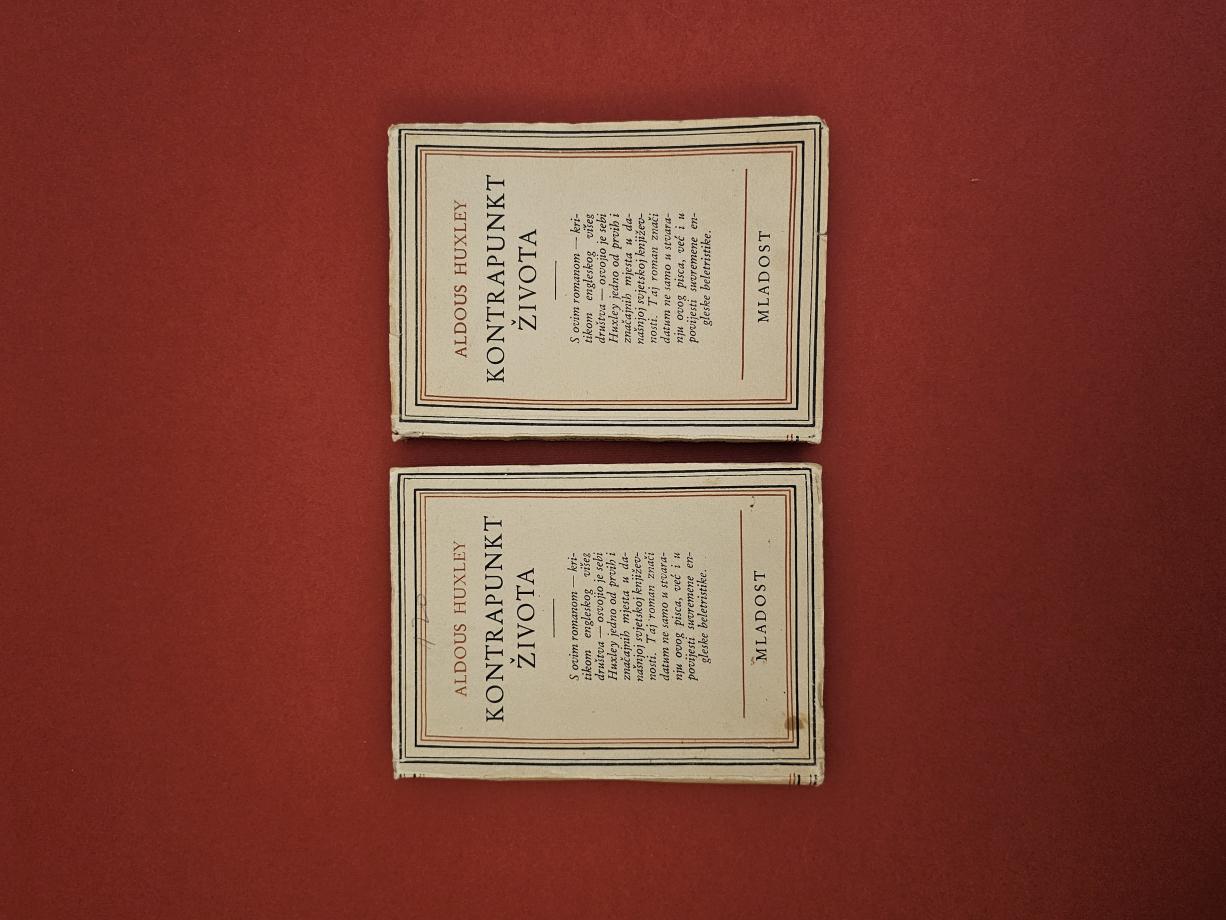 ALDOUS HUXLEY
KONTRAPUNKT
ŽIVOTA
S ovim romanom — kri-
tikom engleskog višeg
društva — osvojio je sebi
Huxley jedno od prvih i
značajnih mjesta u da-
našnjoj svjetskoj književ-
nosti. Taj roman znači
datum ne samo u stvara-
nju ovog pisca, već i u
povijesti suvremene en-
gleske beletristike.
MLADOST
120
ALDOUS HUXLEY
KONTRAPUNKT
ŽIVOTA
S ovim romanom — kri-
tikom engleskog višeg
društva — osvojio je sebi
Huxley jedno od prvih i
značajnih mjesta u da-
našnjoj svjetskoj književ-
nosti. Taj roman znači
datum ne samo u stvara-
nju ovog pisca, već i u
povijesti suvremene en-
gleske beletristike.
MLADOST